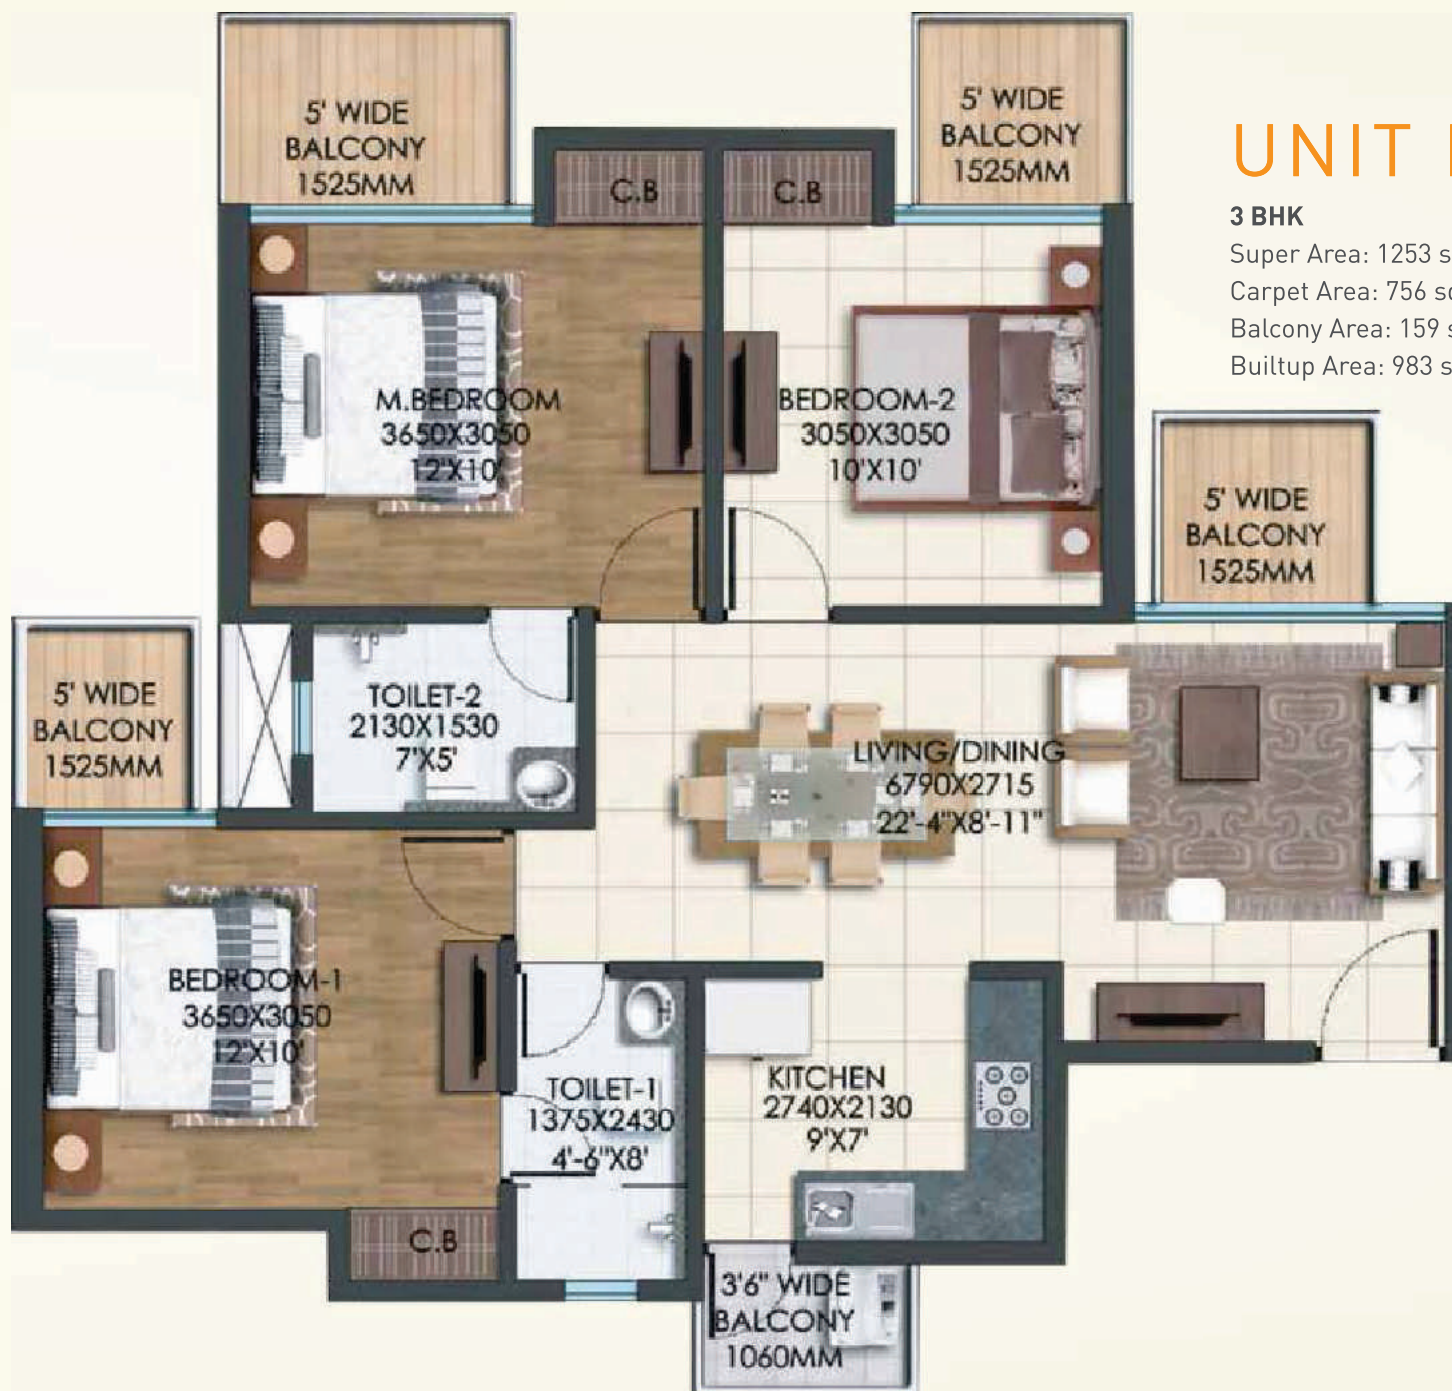 5' WIDE
BALCONY
1525MM
5' WIDE
BALCONY
1525MM
UNIT
3 BHK
Super Area: 1253
Carpet Area: 756
Balcony Area: 159
Builtup Area: 983
C.B
C.B
M.BEDROOM
3650X3050
12'X10'
BEDROOM-2
3050X3050
10'X10'
5' WIDE
BALCONY
1525MM
5' WIDE
BALCONY
1525MM
TOILET-2
2130X1530
7'X5'
LIVING/DINING
6790X2715
22'-4"X8'-11"
BEDROOM-1
3650X3050
12'X10'
TOILET-1
1375X2430
4'-6"X8'
KITCHEN
2740X2130
9'X7'
C.B
3'6" WIDE
BALCONY
1060MM